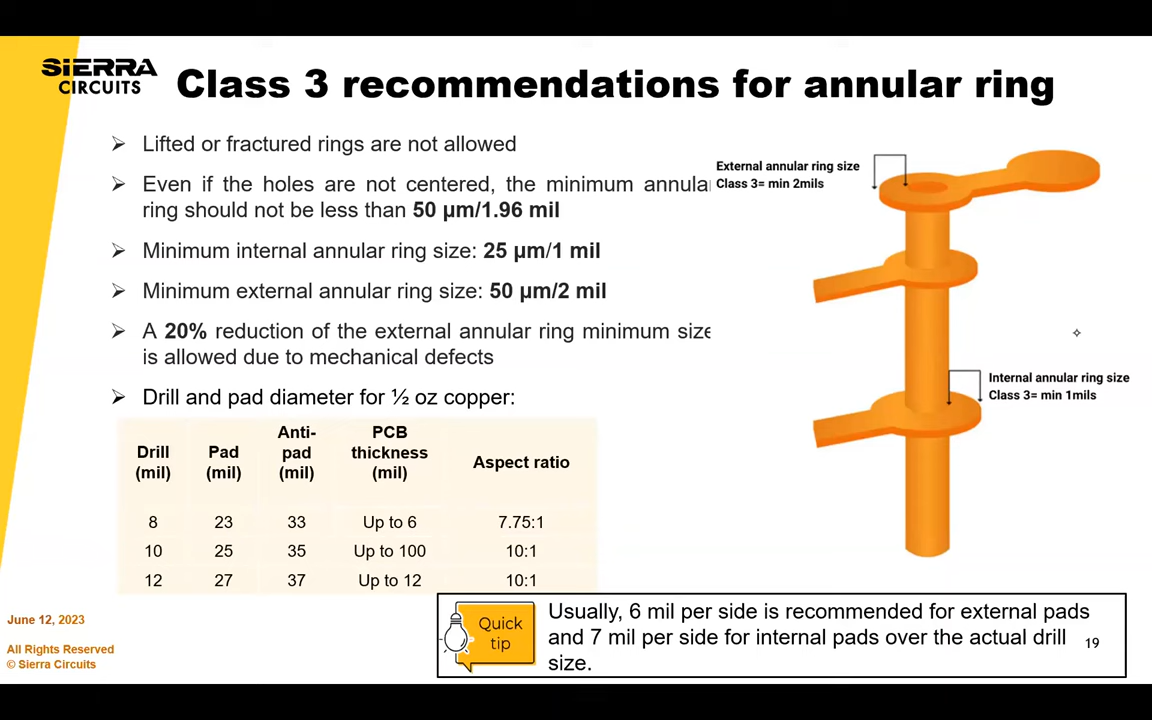 SIERRA
CIRCUITS
Class 3 recommendations for annular ring
Lifted or fractured rings are not allowed
Even if the holes are not centered, the minimum annula
ring should not be less than 50 µm/1.96 mil
Minimum internal annular ring size: 25 µm/1 mil
Minimum external annular ring size: 50 µm/2 mil
A 20% reduction of the external annular ring minimum size
is allowed due to mechanical defects
Drill and pad diameter for ½ oz copper:
Drill (mil) Pad (mil) Anti-pad (mil) PCB thickness (mil) Aspect ratio
8 23 33 Up to 6 7.75:1
10 25 35 Up to 100 10:1
12 27 37 Up to 12 10:1
External annular ring size
Class 3= min 2mils
Internal annular ring size
Class 3= min 1mils
Quick
tip
Usually, 6 mil per side is recommended for external pads
and 7 mil per side for internal pads over the actual drill
size.
19
June 12, 2023
All Rights Reserved
© Sierra Circuits